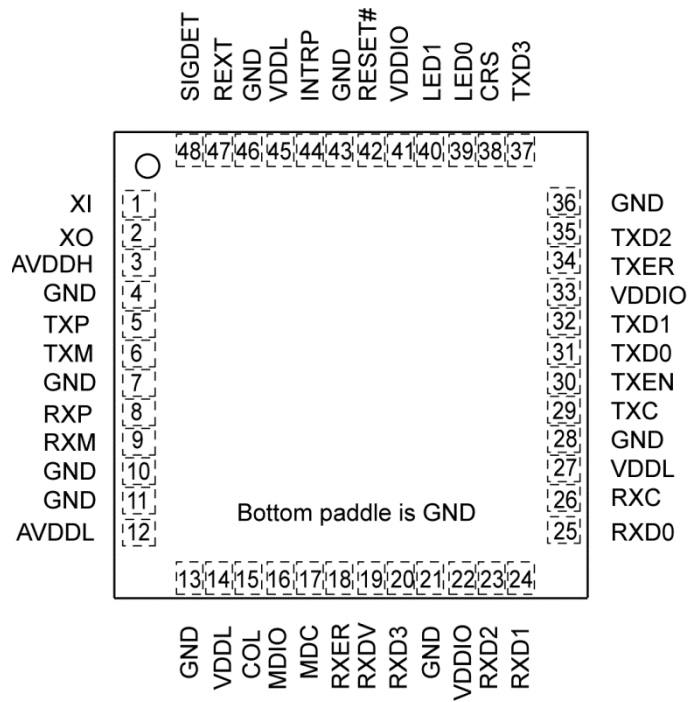 SIGDET REXT GND VDDL INTRP GND RESET# VDDIO LED1 LED0 CRS TXD3
48 47 46 45 44 43 42 41 40 39 38 37
XI 1 36 GND
XO 2 35 TXD2
AVDDH 3 34 TXER
GND 4 33 VDDIO
TXP 5 32 TXD1
TXM 6 31 TXD0
GND 7 30 TXEN
RXP 8 29 TXC
RXM 9 28 GND
GND 10 27 VDDL
GND 11 26 RXC
AVDDL 12 25 RXD0
Bottom paddle is GND
13 14 15 16 17 18 19 20 21 22 23 24
GND VDDL COL MDIO MDC RXER RXDV RXD3 GND VDDIO RXD2 RXD1